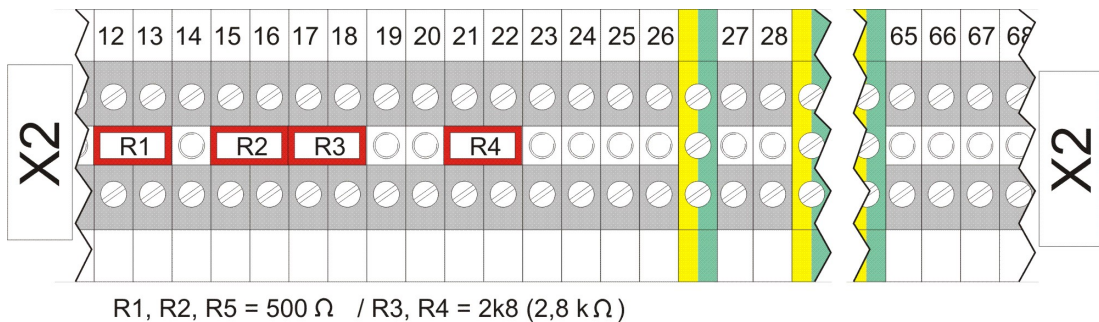 12 13 14 15 16 17 18 19 20 21 22 23 24 25 26 27 28 65 66 67 68
X2
R1 R2 R3 R4
X2
R1, R2, R5 = 500 Ω / R3, R4 = 2k8 (2,8 kΩ)